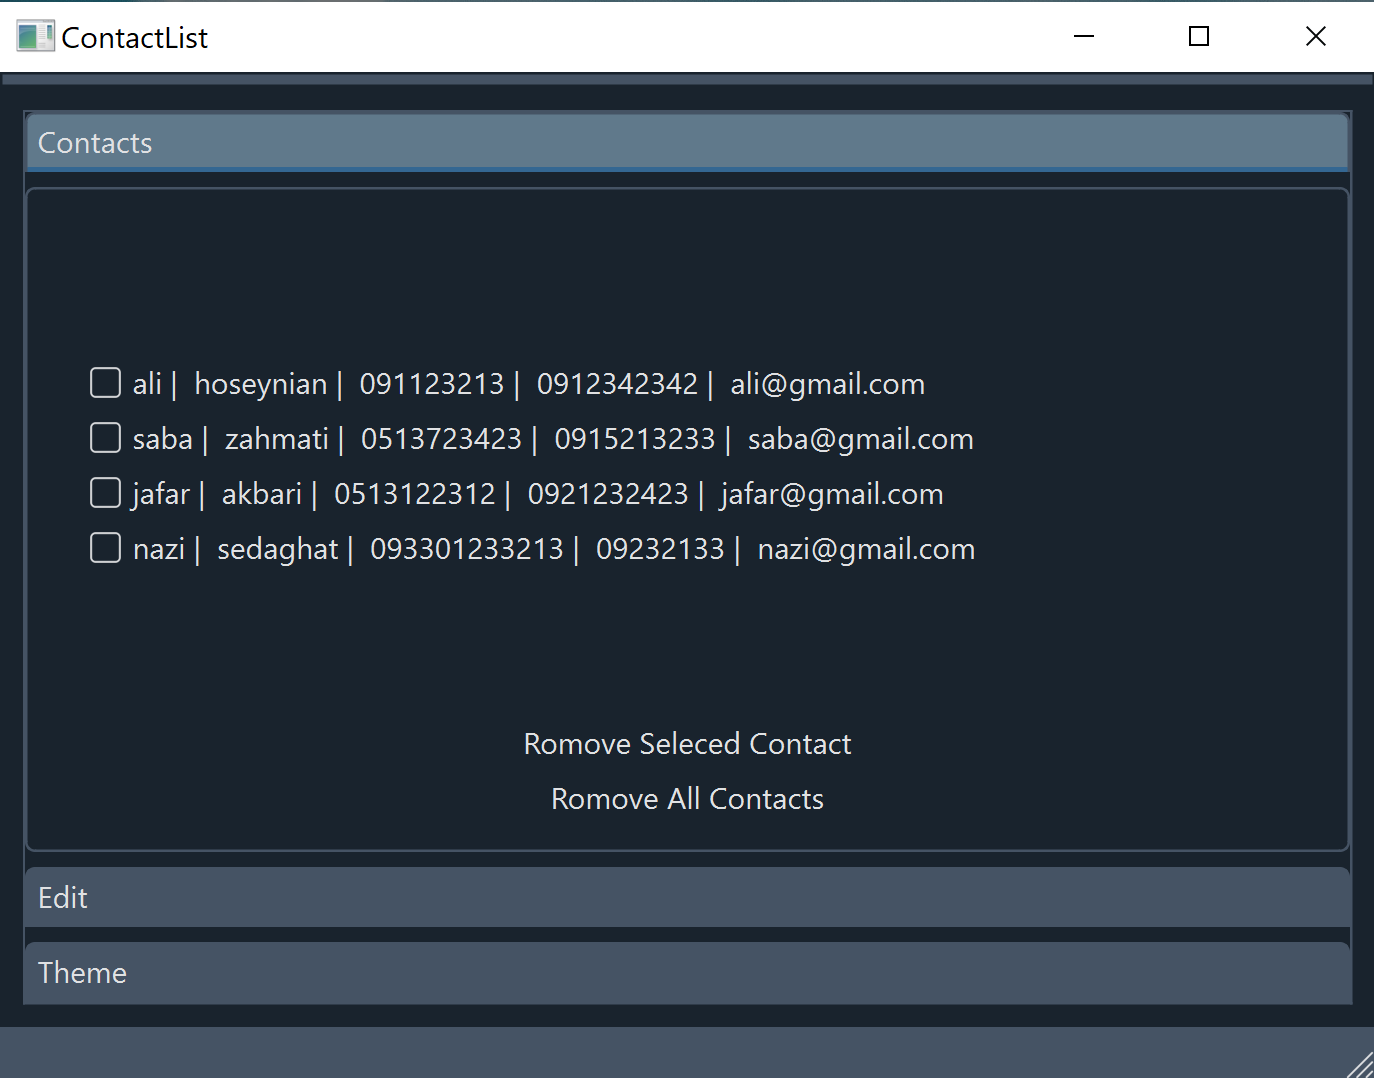 ContactList
Contacts
ali | hoseynian | 091123213 | 0912342342 | ali@gmail.com
saba | zahmati | 0513723423 | 0915213233 | saba@gmail.com
jafar | akbari | 0513122312 | 0921232423 | jafar@gmail.com
nazi | sedaghat | 093301233213 | 09232133 | nazi@gmail.com
Romove Seleced Contact
Romove All Contacts
Edit
Theme